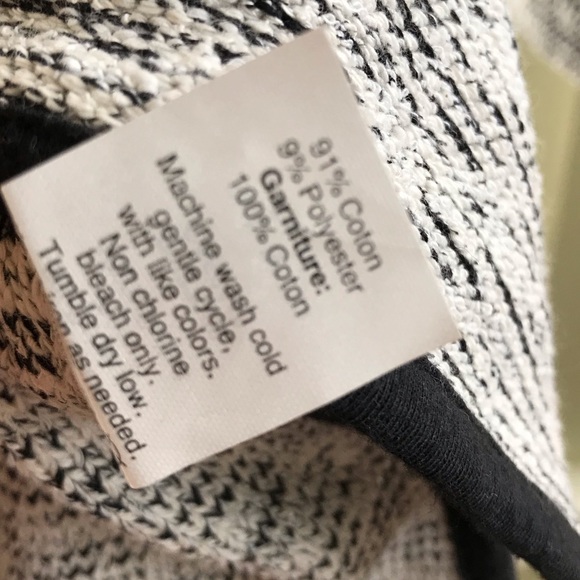 91% Coton
9% Polyester
Garniture:
100% Coton
Machine wash cold
gentle cycle,
with like colors.
Non chlorine
bleach only.
Tumble dry low.
as needed.